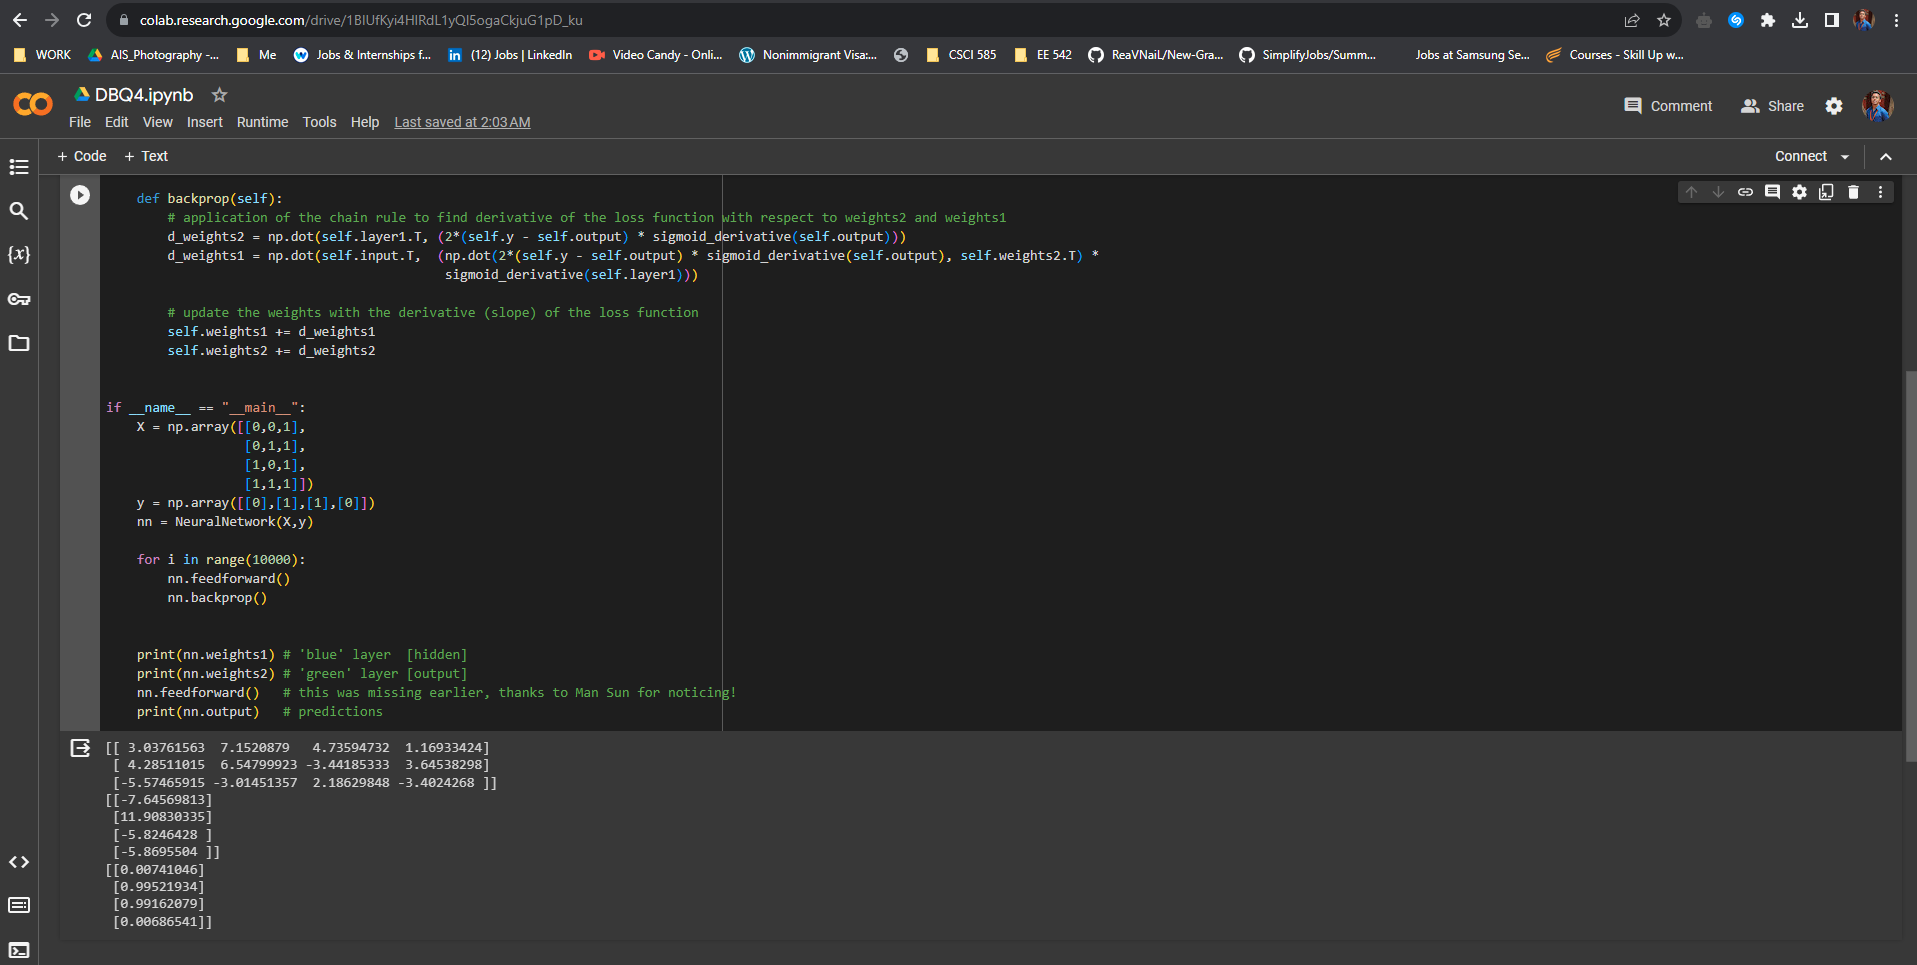 colab.research.google.com/drive/1BIUfKyi4HIRdL1yQI5ogaCkjuG1pD_ku
WORK AIS_Photography -... Me Jobs & Internships f... (12) Jobs | LinkedIn Video Candy - Onli... Nonimmigrant Visa:... CSCI 585 EE 542 ReaVNaiL/New-Gra... SimplifyJobs/Summ... Jobs at Samsung Se... Courses - Skill Up w...
CO DBQ4.ipynb
Comment Share
File Edit View Insert Runtime Tools Help Last saved at 2:03 AM
+ Code + Text Connect
def backprop(self):
# application of the chain rule to find derivative of the loss function with respect to weights2 and weights1
d_weights2 = np.dot(self.layer1.T, (2*(self.y - self.output) * sigmoid_derivative(self.output)))
d_weights1 = np.dot(self.input.T,  (np.dot(2*(self.y - self.output) * sigmoid_derivative(self.output), self.weights2.T) *
sigmoid_derivative(self.layer1)))
# update the weights with the derivative (slope) of the loss function
self.weights1 += d_weights1
self.weights2 += d_weights2
if __name__ == "__main__":
X = np.array([[0,0,1],
[0,1,1],
[1,0,1],
[1,1,1]])
y = np.array([[0],[1],[1],[0]])
nn = NeuralNetwork(X,y)
for i in range(10000):
nn.feedforward()
nn.backprop()
print(nn.weights1) # 'blue' layer  [hidden]
print(nn.weights2) # 'green' layer [output]
nn.feedforward()   # this was missing earlier, thanks to Man Sun for noticing!
print(nn.output)   # predictions
[[ 3.03761563  7.1520879   4.73594732  1.16933424]
[ 4.28511015  6.54799923 -3.44185333  3.64538298]
[-5.57465915 -3.01451357  2.18629848 -3.4024268 ]]
[[-7.64569813]
[11.90830335]
[-5.8246428 ]
[-5.8695504 ]]
[[0.00741046]
[0.99521934]
[0.99162079]
[0.00686541]]